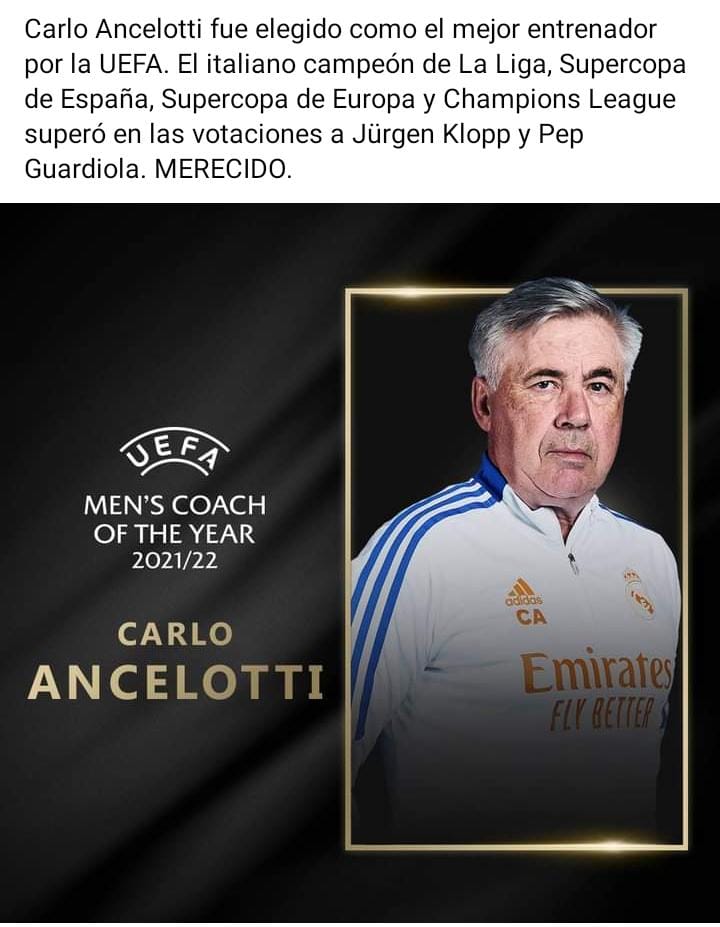 Carlo Ancelotti fue elegido como el mejor entrenador
por la UEFA. El italiano campeón de La Liga, Supercopa
de España, Supercopa de Europa y Champions League
superó en las votaciones a Jürgen Klopp y Pep
Guardiola. MERECIDO.
UEFA
MEN'S COACH
OF THE YEAR
2021/22
CARLO
ANCELOTTI
adidas
CA
Emirates
FLY BETTER